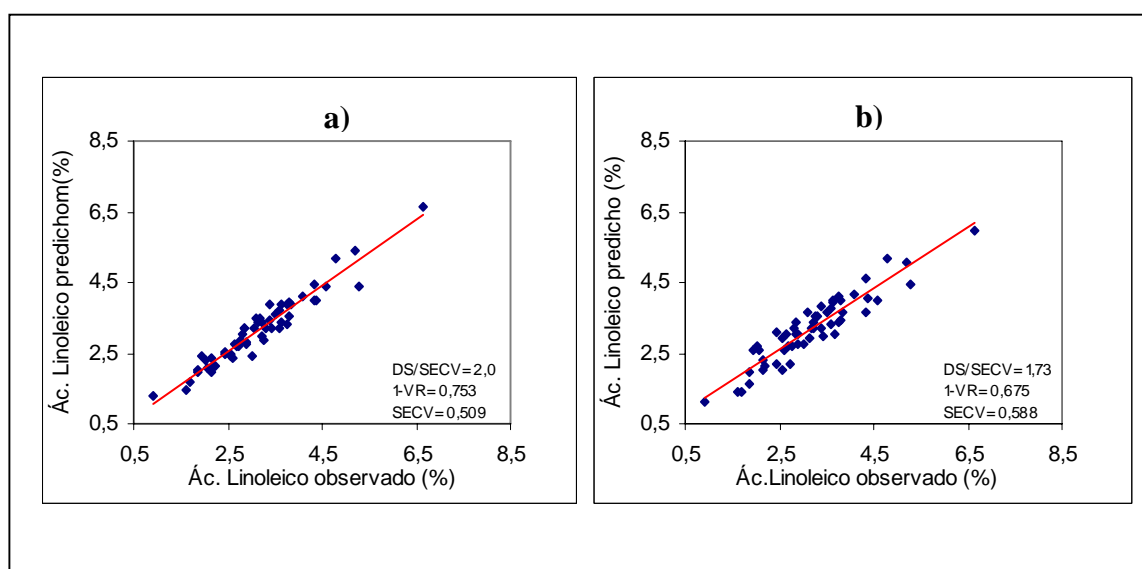 a)
Ác. Linoleico predichom(%)
8,5
6,5
4,5
2,5
0,5
DS/SECV = 2,0
1-VR= 0,753
SECV= 0,509
0,5 2,5 4,5 6,5 8,5
Ác. Linoleico observado (%)
b)
Ác. Linoleico predicho (%)
8,5
6,5
4,5
2,5
0,5
DS/SECV = 1,73
1-VR= 0,675
SECV= 0,588
0,5 2,5 4,5 6,5 8,5
Ác.Linoleico observado (%)